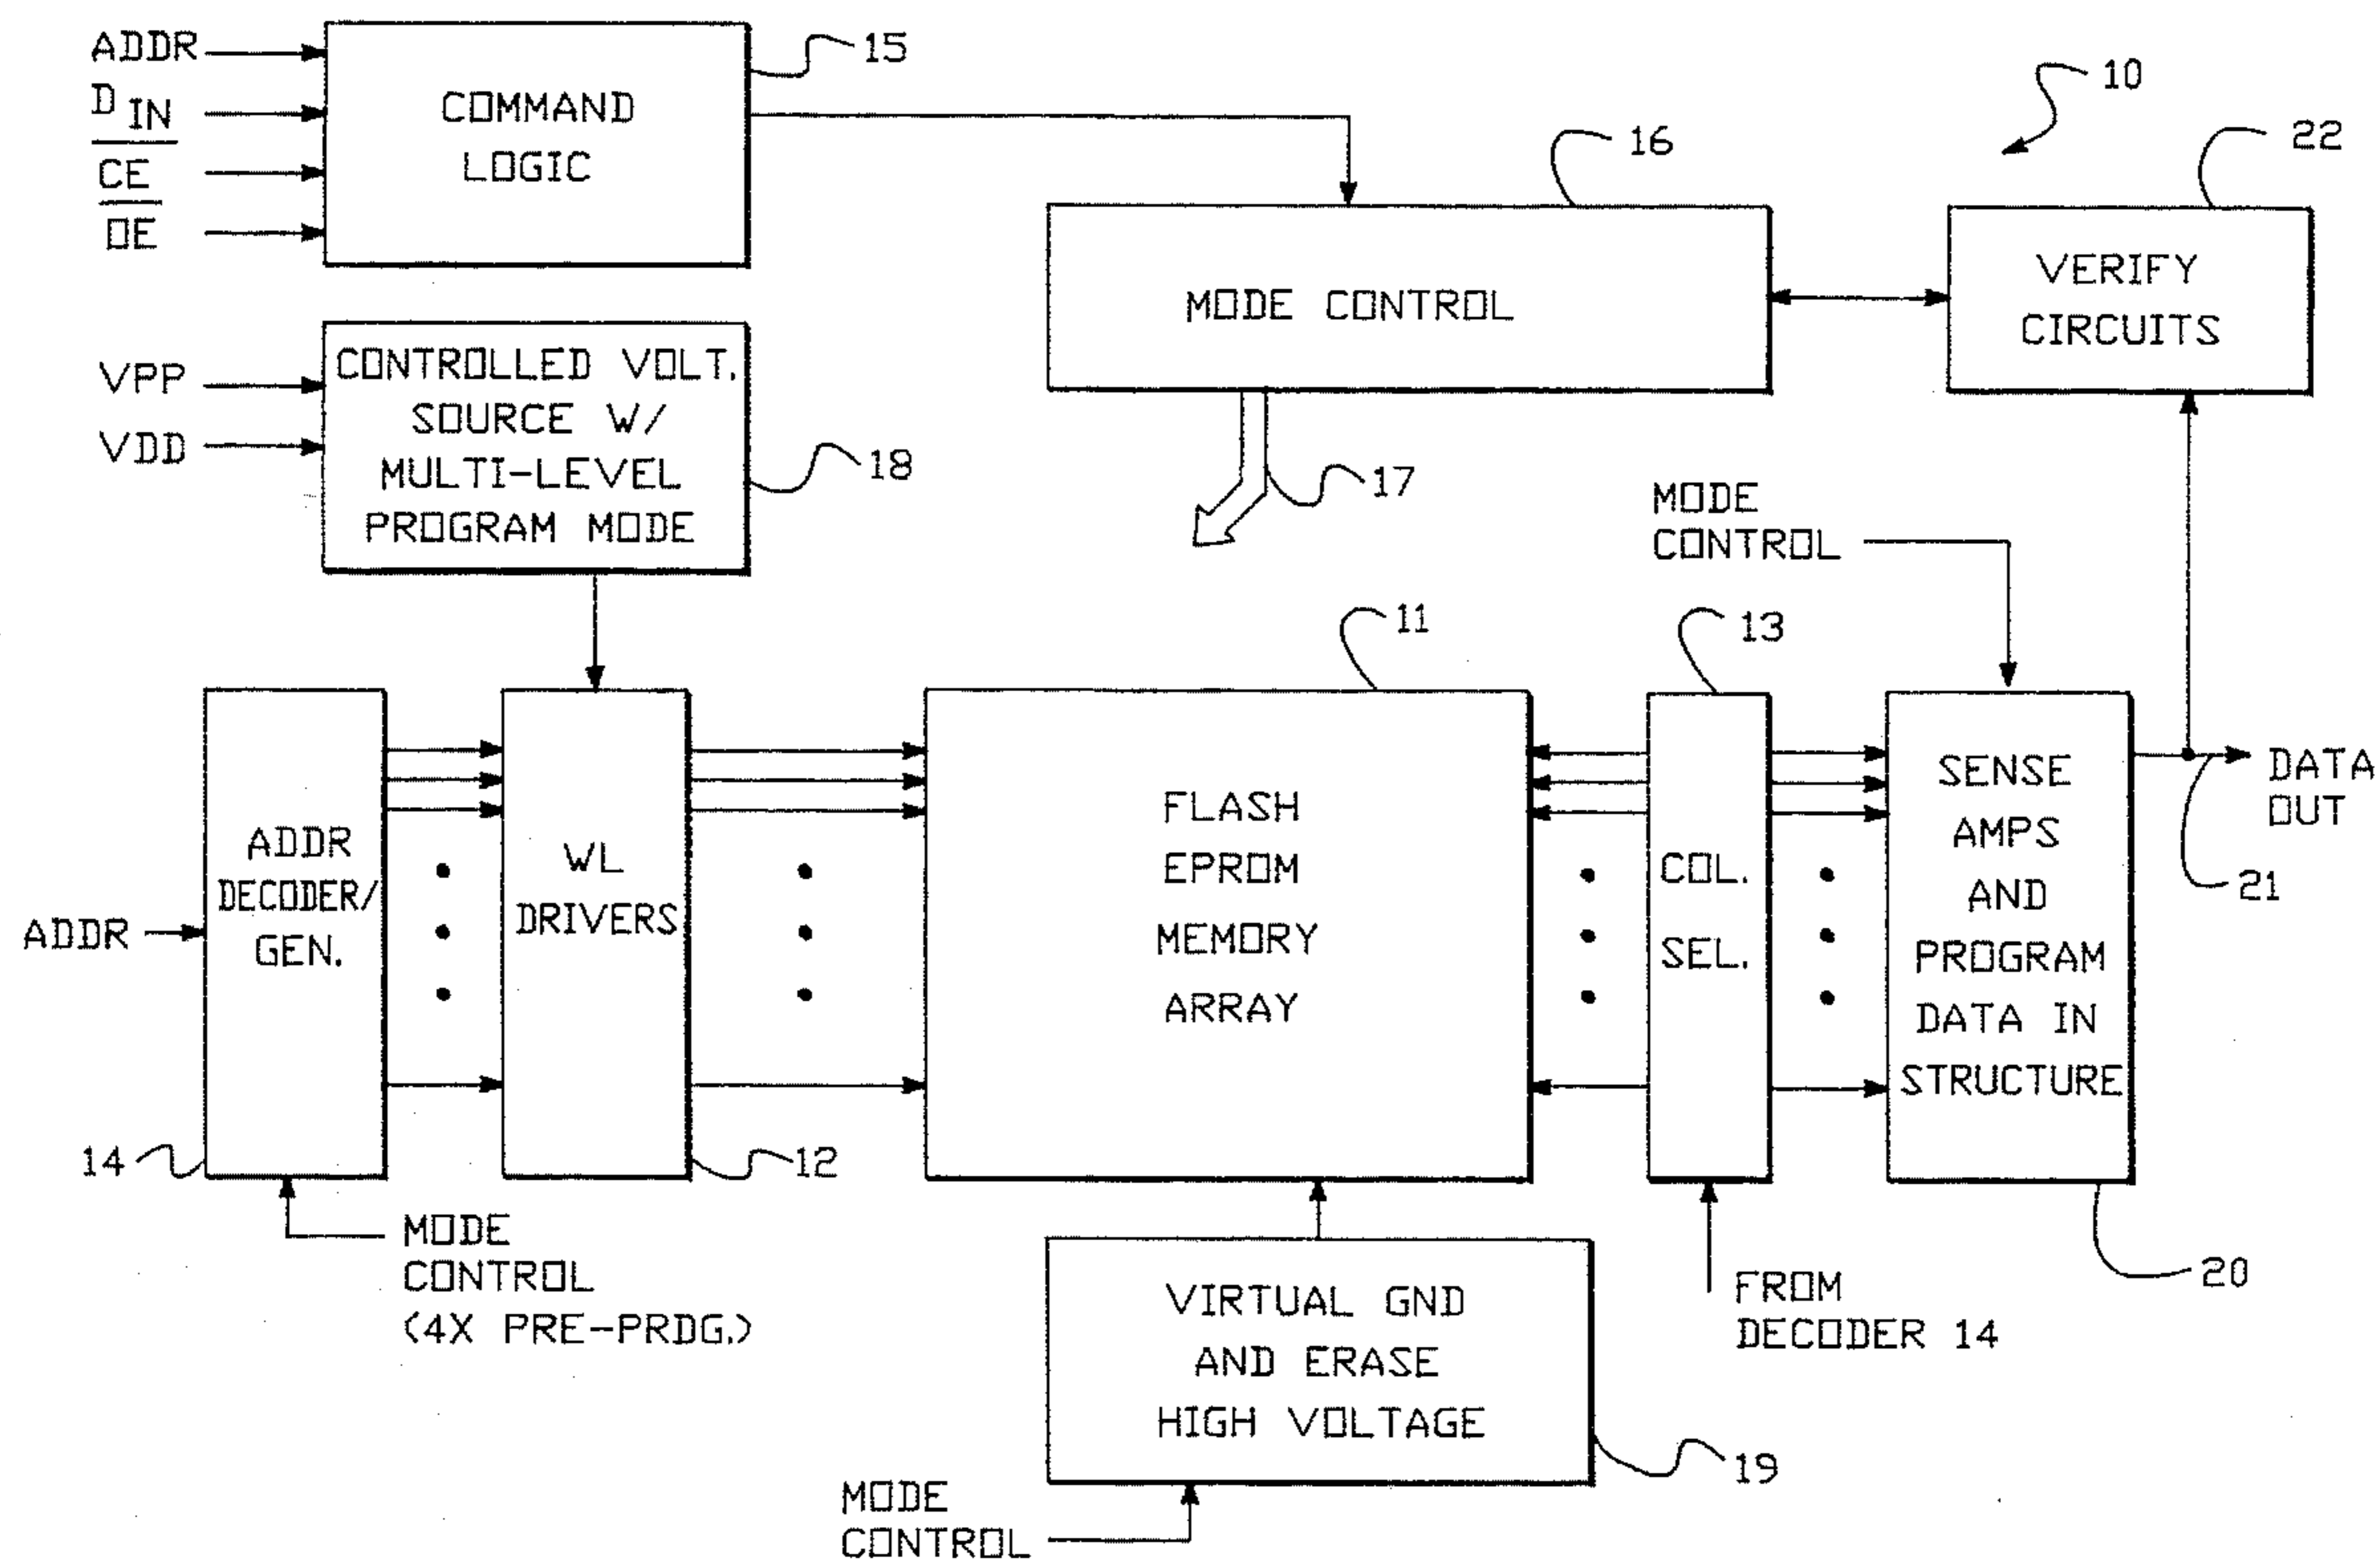 ADDR
D IN
CE
OE
COMMAND
LOGIC
15
10
16
22
MODE CONTROL
VERIFY
CIRCUITS
VPP
VDD
CONTROLLED VOLT.
SOURCE W/
MULTI-LEVEL
PROGRAM MODE
18
17
MODE
CONTROL
11
13
ADDR
ADDR
DECODER/
GEN.
14
WL
DRIVERS
12
FLASH
EPROM
MEMORY
ARRAY
COL.
SEL.
SENSE
AMPS
AND
PROGRAM
DATA IN
STRUCTURE
DATA
OUT
21
20
MODE
CONTROL
(4X PRE-PRDG.)
VIRTUAL GND
AND ERASE
HIGH VOLTAGE
19
FROM
DECODER 14
MODE
CONTROL